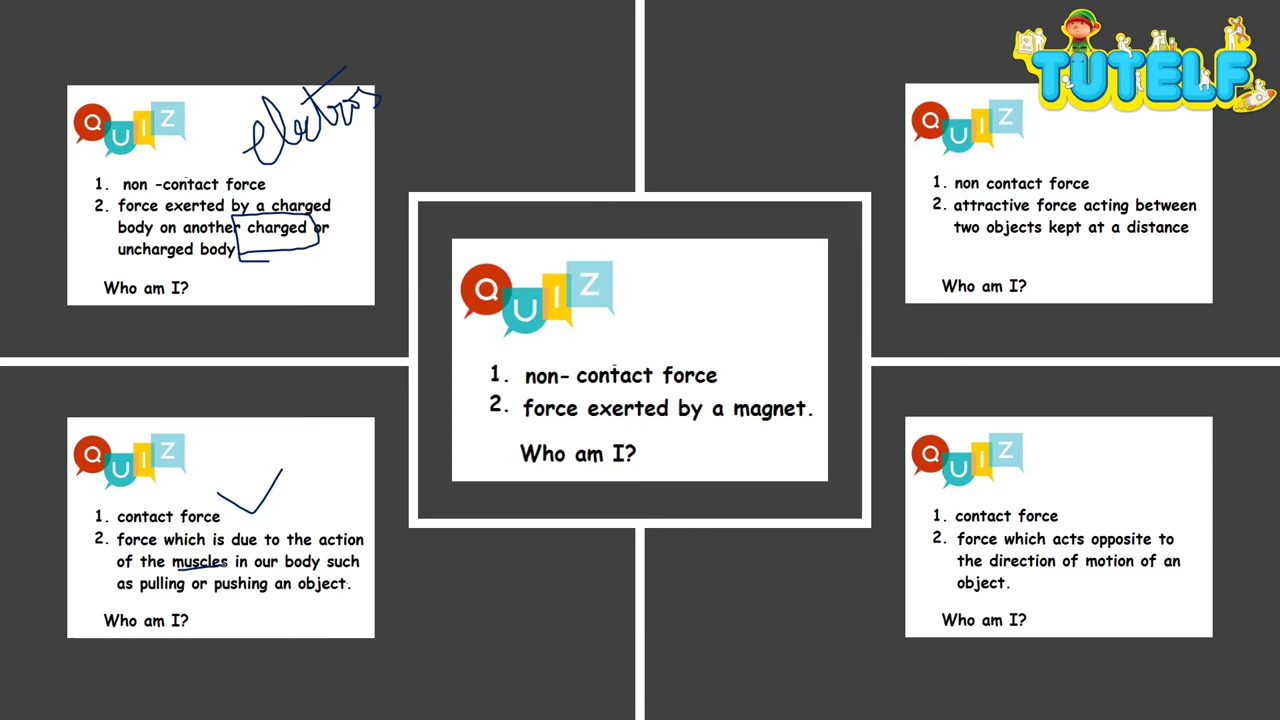 TUTELF
QUIZ
electros
1. non -contact force
2. force exerted by a charged
body on another charged or
uncharged body
Who am I?
QUIZ
1. non contact force
2. attractive force acting between
two objects kept at a distance
Who am I?
QUIZ
1. non- contact force
2. force exerted by a magnet.
Who am I?
QUIZ
1. contact force
2. force which is due to the action
of the muscles in our body such
as pulling or pushing an object.
Who am I?
QUIZ
1. contact force
2. force which acts opposite to
the direction of motion of an
object.
Who am I?